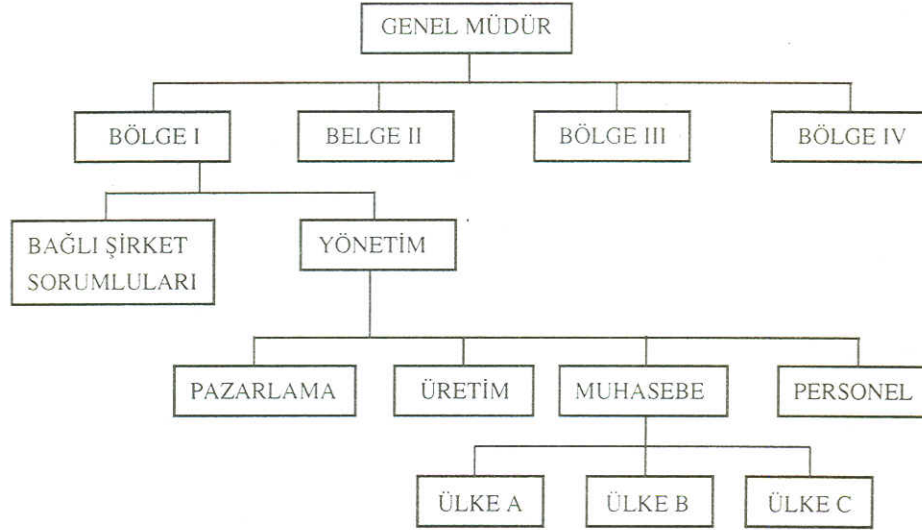 GENEL MÜDÜR
BÖLGE I
BELGE II
BÖLGE III
BÖLGE IV
BAĞLI ŞİRKET
SORUMLULARI
YÖNETİM
PAZARLAMA
ÜRETİM
MUHASEBE
PERSONEL
ÜLKE A
ÜLKE B
ÜLKE C